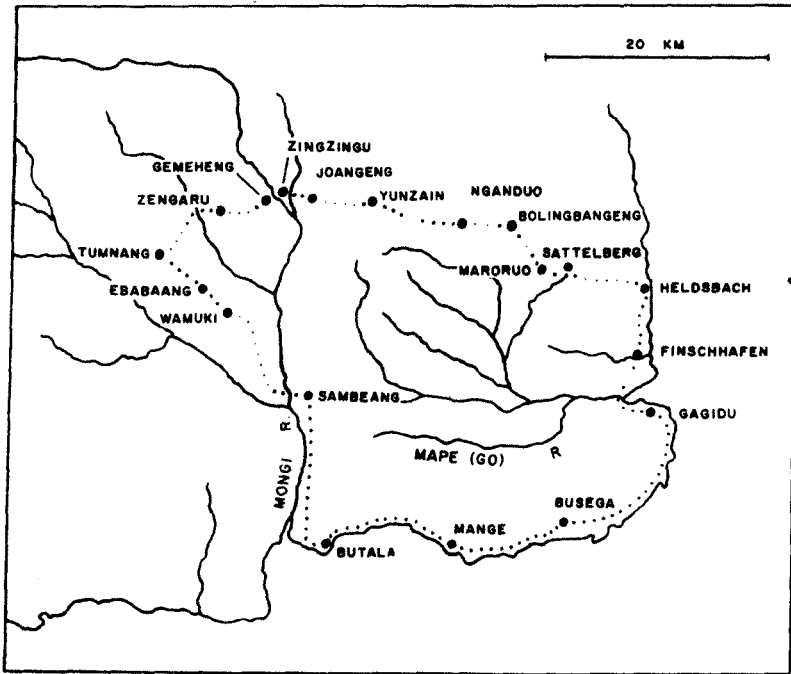 20 KM
ZINGZINGU
GEMEHENG
JOANGENG
ZENGARU
YUNZAIN
NGANDUO
BOLINGBANGENG
TUMNANG
SATTELBERG
MARORUO
EBABAANG
HELDSBACH
WAMUKI
FINSCHHAFEN
SAMBEANG
GAGIDU
MONGI R
MAPE (GO) R
BUSEGA
BUTALA
MANGE